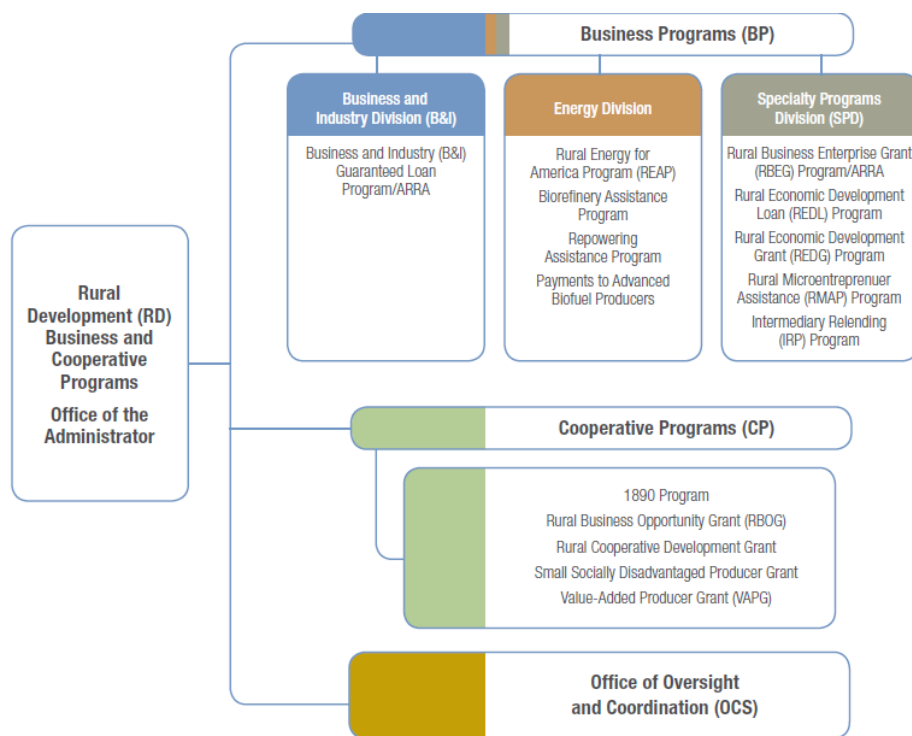 Business Programs (BP)
Business and
Industry Division (B&I)
Business and Industry (B&I)
Guaranteed Loan
Program/ARRA
Energy Division
Rural Energy for
America Program (REAP)
Biorefinery Assistance
Program
Repowering
Assistance Program
Payments to Advanced
Biofuel Producers
Specialty Programs
Division (SPD)
Rural Business Enterprise Grant
(RBEG) Program/ARRA
Rural Economic Development
Loan (REDL) Program
Rural Economic Development
Grant (REDG) Program
Rural Microentreprenuer
Assistance (RMAP) Program
Intermediary Relending
(IRP) Program
Rural
Development (RD)
Business and
Cooperative
Programs
Office of the
Administrator
Cooperative Programs (CP)
1890 Program
Rural Business Opportunity Grant (RBOG)
Rural Cooperative Development Grant
Small Socially Disadvantaged Producer Grant
Value-Added Producer Grant (VAPG)
Office of Oversight
and Coordination (OCS)